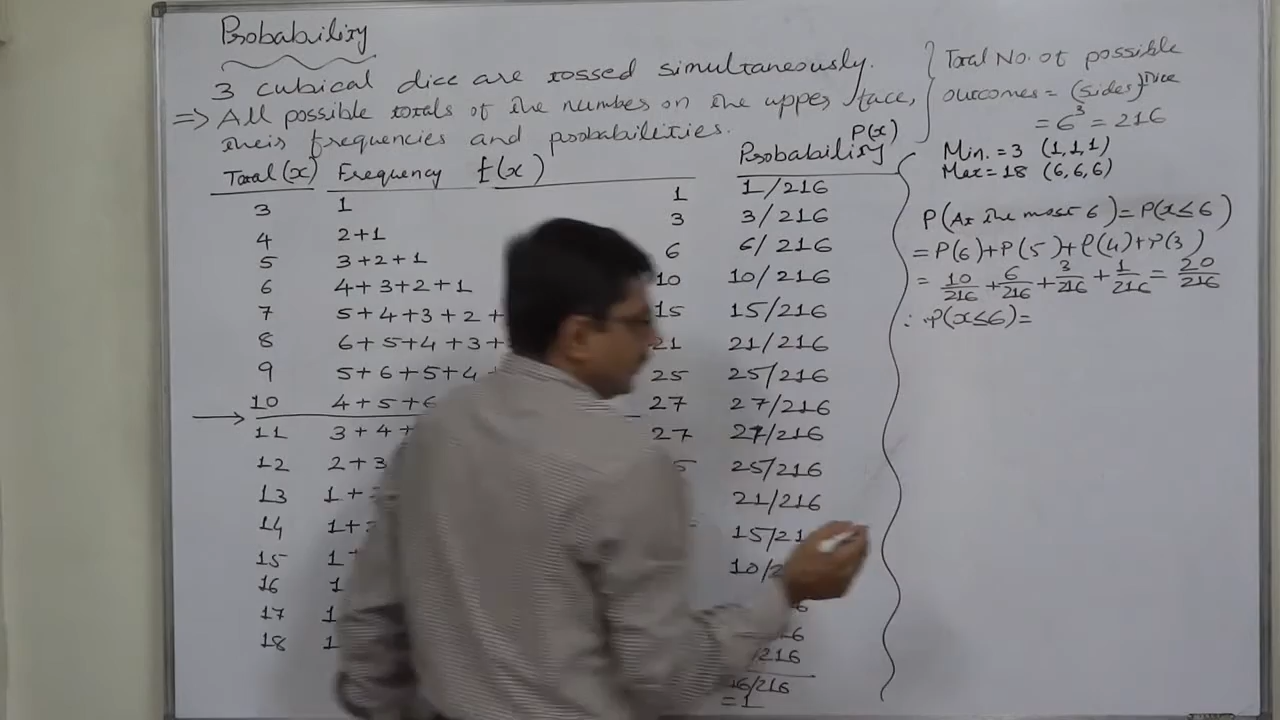 Probability
3 cubical dice are tossed simultaneously.
=> All possible totals of the numbers on the upper face,
their frequencies and probabilities.
Total (x) Frequency f(x) Probability P(x)
3 1 1 1/216
4 2+1 3 3/216
5 3+2+1 6 6/216
6 4+3+2+1 10 10/216
7 5+4+3+2+ 15 15/216
8 6+5+4+3+ 21 21/216
9 5+6+5+4 25 25/216
10 4+5+6 27 27/216
11 3+4+ 27 27/216
12 2+3 5 25/216
13 1+ 21/216
14 1+ 15/21
15 1+ 10/2
16 1 6
17 1 6
18 1 /216
16/216
= 1
Total No. of possible
outcomes = (sides)^Dice
= 6³ = 216
Min. = 3 (1,1,1)
Max = 18 (6,6,6)
P(At the most 6) = P(x≤6)
= P(6)+P(5)+P(4)+P(3)
= 10/216 + 6/216 + 3/216 + 1/216 = 20/216
∴ P(x≤6) =